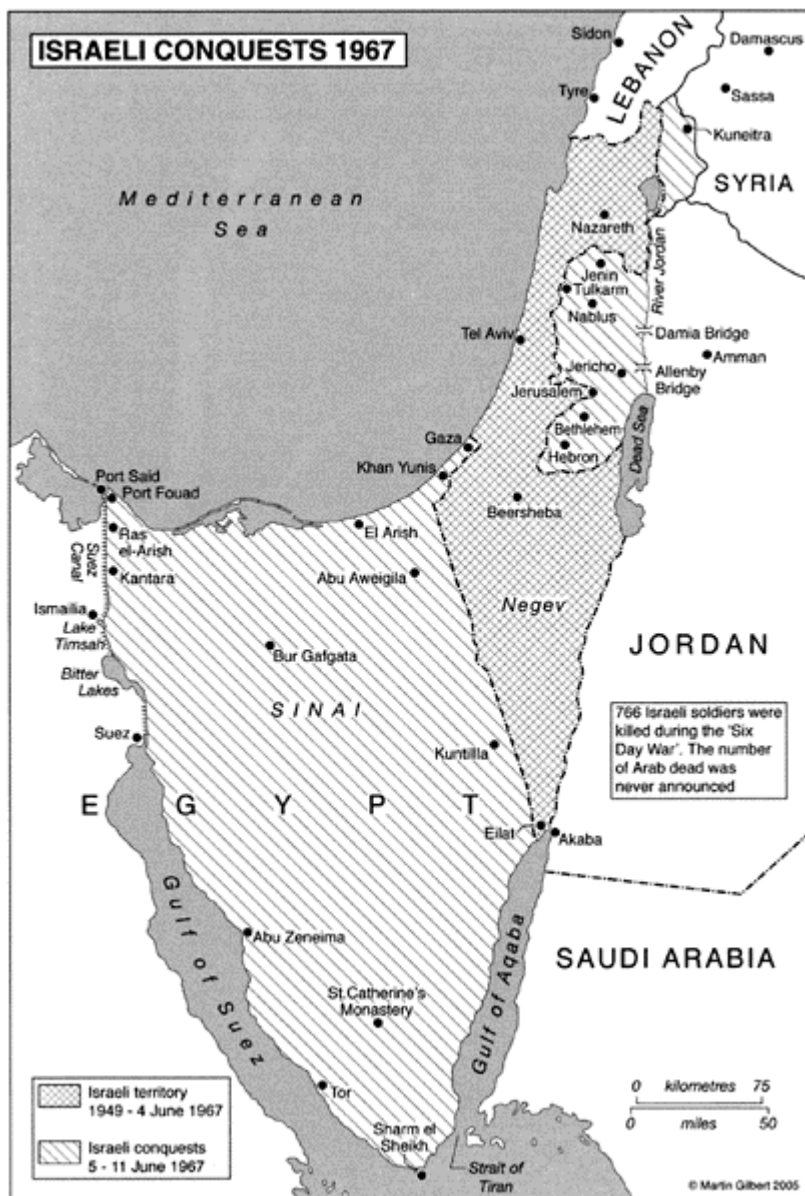 ISRAELI CONQUESTS 1967
Sidon
LEBANON
Damascus
Tyre
Sassa
Kuneitra
SYRIA
Mediterranean
Sea
Nazareth
Jenin
Tulkarm
Nablus
River Jordan
Tel Aviv
Damia Bridge
Amman
Jericho
Allenby
Bridge
Jerusalem
Bethlehem
Hebron
Dead Sea
Gaza
Khan Yunis
Port Said
Port Fouad
Beersheba
Ras
el-Arish
El Arish
Suez
Canal
Kantara
Abu Aweigila
Negev
Ismailia
Lake
Timsah
Bur Gafgata
JORDAN
Bitter
Lakes
SINAI
766 Israeli soldiers were
killed during the 'Six
Day War'. The number
of Arab dead was
never announced
Suez
Kuntillla
EGYPT
Eilat
Akaba
Gulf of Suez
Abu Zeneima
Gulf of Aqaba
SAUDI ARABIA
St.Catherine's
Monastery
Tor
0 kilometres 75
0 miles 50
Israeli territory
1949 - 4 June 1967
Israeli conquests
5 - 11 June 1967
Sharm el
Sheikh
Strait of
Tiran
© Martin Gilbert 2005